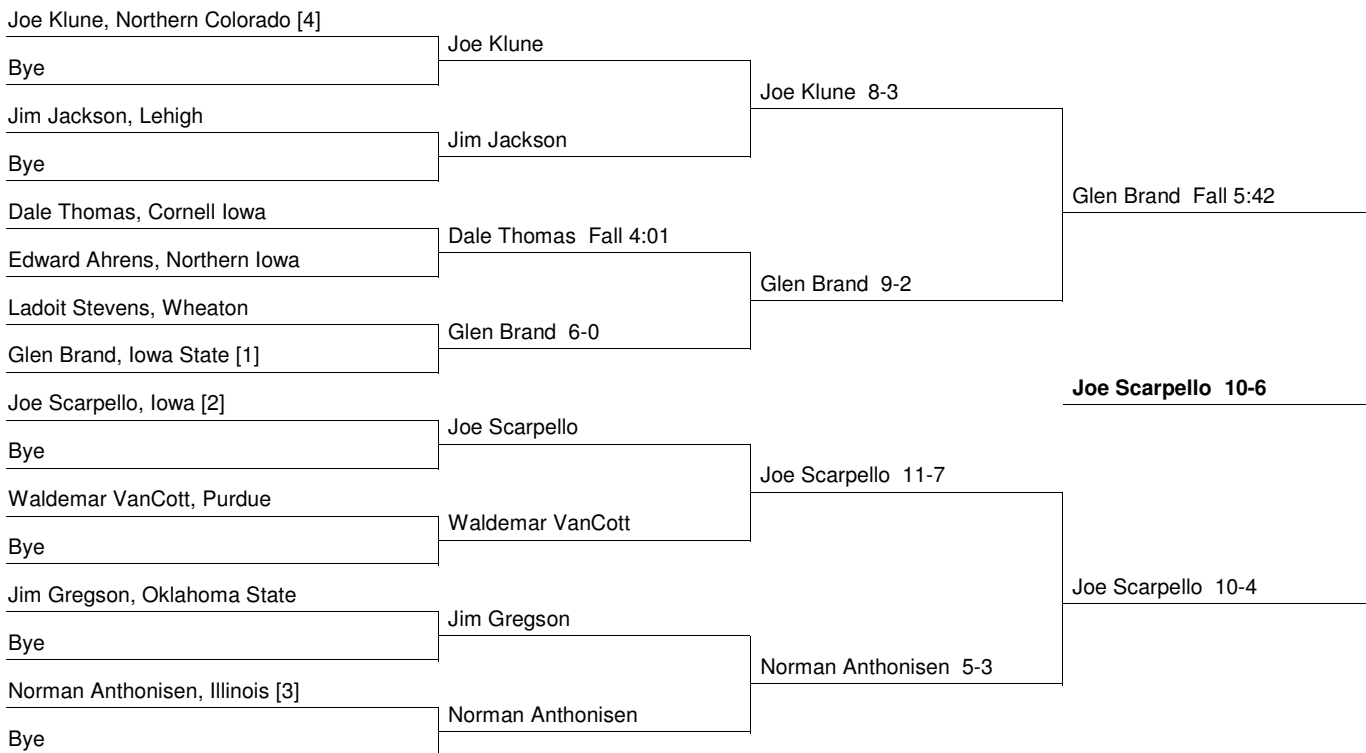 Joe Klune, Northern Colorado [4]
Bye
Jim Jackson, Lehigh
Bye
Dale Thomas, Cornell Iowa
Edward Ahrens, Northern Iowa
Ladoit Stevens, Wheaton
Glen Brand, Iowa State [1]
Joe Scarpello, Iowa [2]
Bye
Waldemar VanCott, Purdue
Bye
Jim Gregson, Oklahoma State
Bye
Norman Anthonisen, Illinois [3]
Bye
Joe Klune
Jim Jackson
Dale Thomas Fall 4:01
Glen Brand 6-0
Joe Scarpello
Waldemar VanCott
Jim Gregson
Norman Anthonisen
Joe Klune 8-3
Glen Brand 9-2
Joe Scarpello 11-7
Norman Anthonisen 5-3
Glen Brand Fall 5:42
Joe Scarpello 10-6
Joe Scarpello 10-4